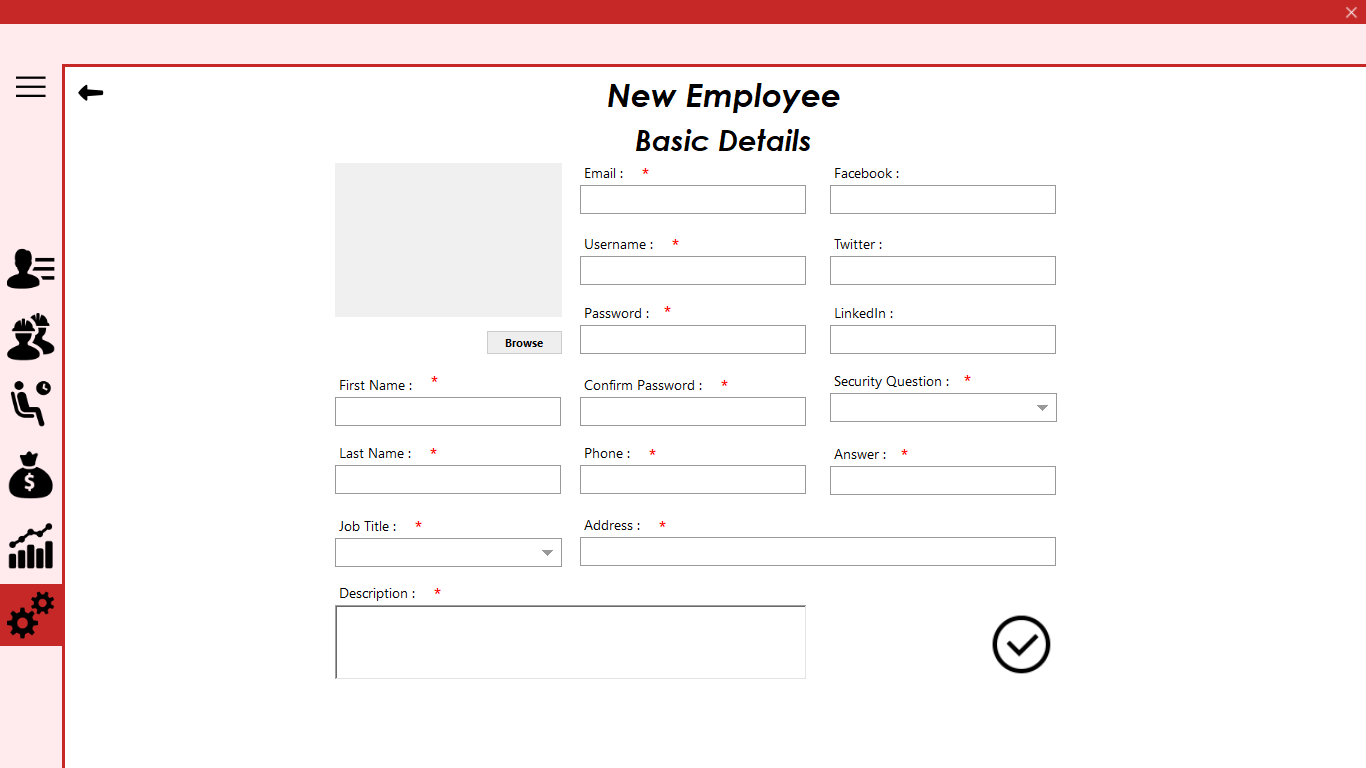 New Employee
Basic Details
Email : *
Facebook :
Username : *
Twitter :
Password : *
LinkedIn :
Browse
First Name : *
Confirm Password : *
Security Question : *
Last Name : *
Phone : *
Answer : *
Job Title : *
Address : *
Description : *
$